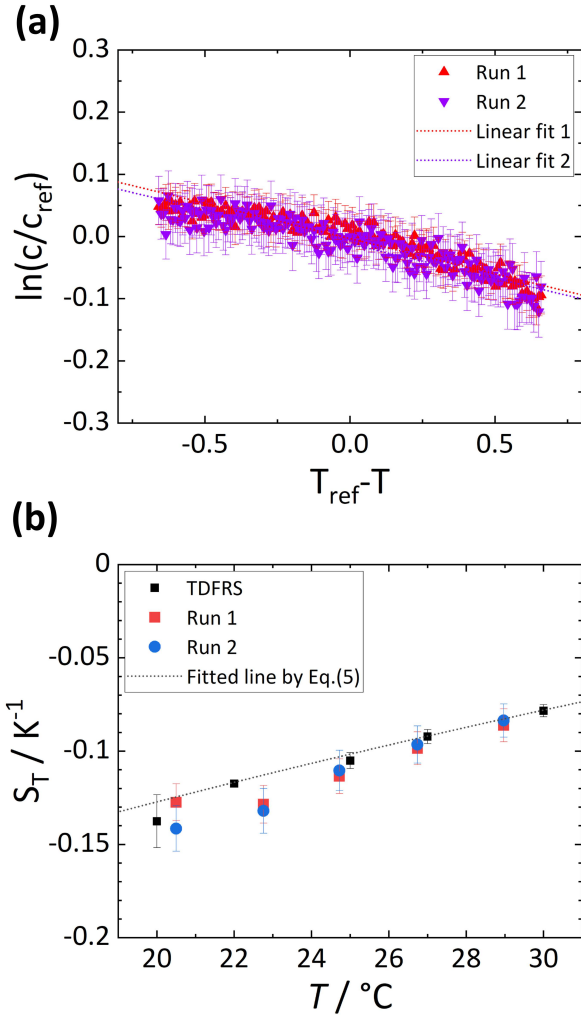 (a)
0.3
0.2
0.1
0.0
-0.1
-0.2
-0.3
ln(c/c_ref)
Run 1
Run 2
Linear fit 1
Linear fit 2
-0.5 0.0 0.5
T_ref-T
(b)
0
-0.05
-0.1
-0.15
-0.2
S_T / K^-1
TDFRS
Run 1
Run 2
Fitted line by Eq.(5)
20 22 24 26 28 30
T / °C